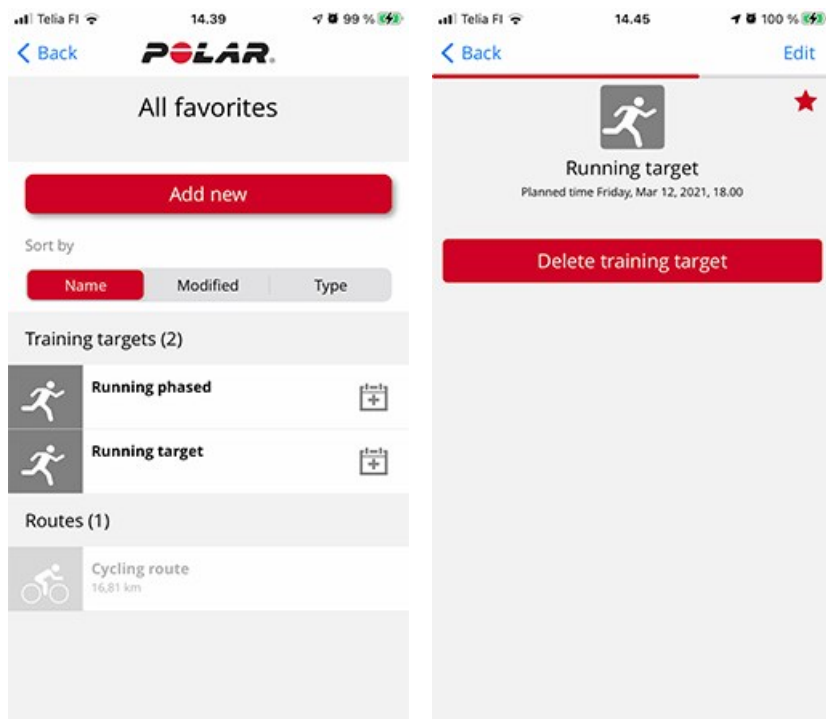 Telia FI 14.39 99 %
Back POLAR.
All favorites
Add new
Sort by
Name Modified Type
Training targets (2)
Running phased
Running target
Routes (1)
Cycling route
16,81 km
Telia FI 14.45 100 %
Back Edit
Running target
Planned time Friday, Mar 12, 2021, 18.00
Delete training target